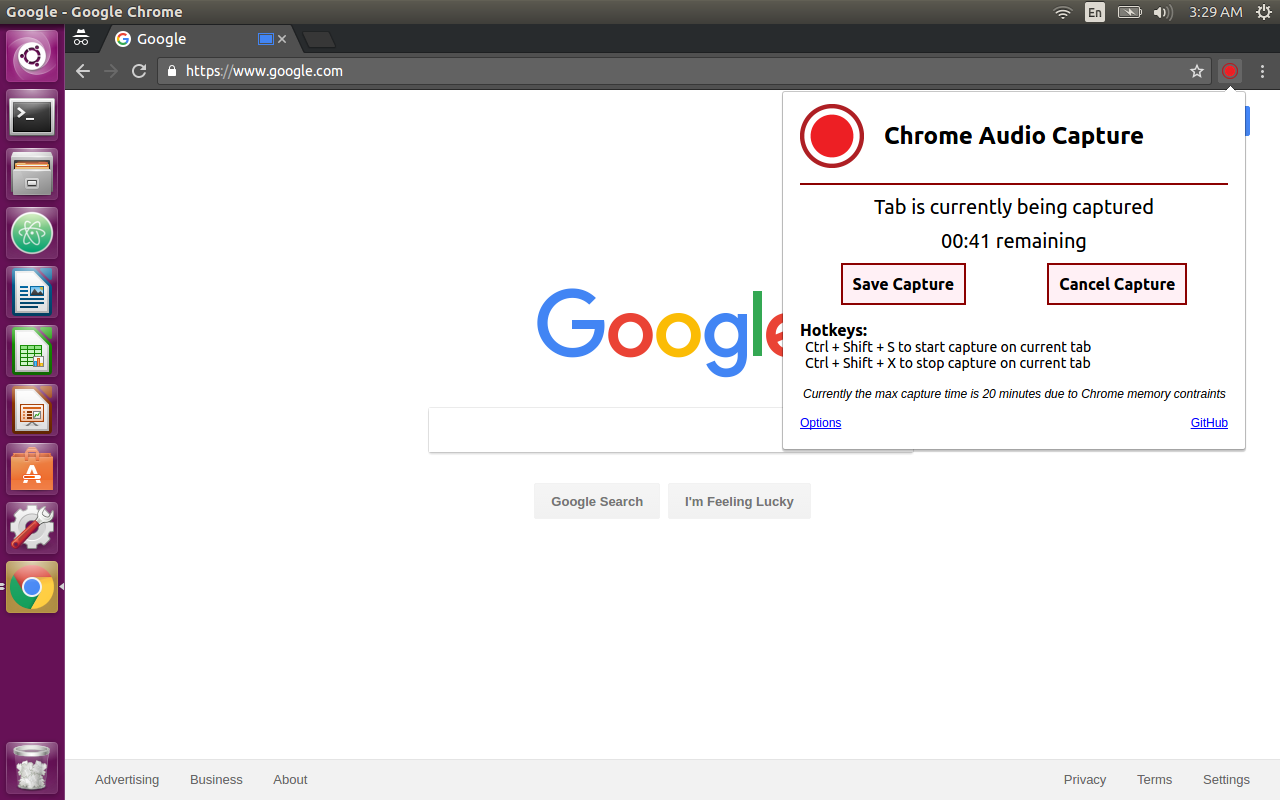 Google - Google Chrome
En
3:29 AM
Google
https://www.google.com
Chrome Audio Capture
Tab is currently being captured
00:41 remaining
Save Capture
Cancel Capture
Hotkeys:
Ctrl + Shift + S to start capture on current tab
Ctrl + Shift + X to stop capture on current tab
Currently the max capture time is 20 minutes due to Chrome memory contraints
Options
GitHub
Google
Google Search
I'm Feeling Lucky
Advertising
Business
About
Privacy
Terms
Settings